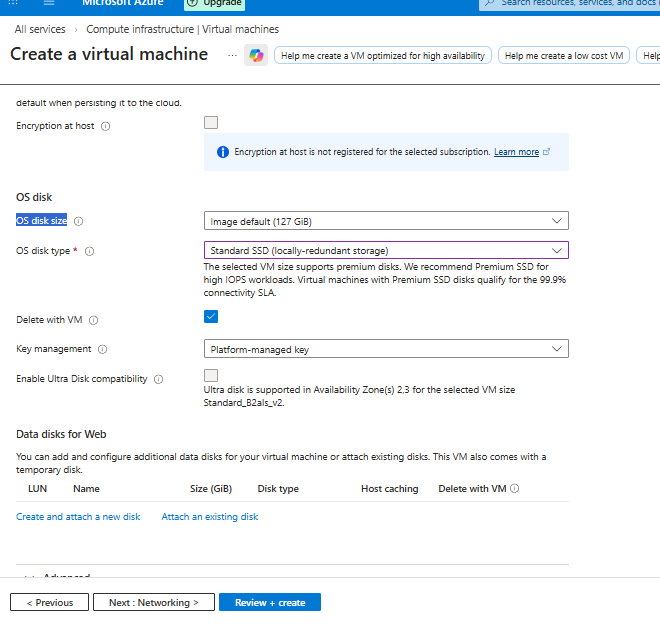 Microsoft Azure
Upgrade
Search resources, services, and docs
All services > Compute infrastructure | Virtual machines
Create a virtual machine
...
Help me create a VM optimized for high availability
Help me create a low cost VM
Help
default when persisting it to the cloud.
Encryption at host
Encryption at host is not registered for the selected subscription. Learn more
OS disk
OS disk size
Image default (127 GiB)
OS disk type *
Standard SSD (locally-redundant storage)
The selected VM size supports premium disks. We recommend Premium SSD for
high IOPS workloads. Virtual machines with Premium SSD disks qualify for the 99.9%
connectivity SLA.
Delete with VM
Key management
Platform-managed key
Enable Ultra Disk compatibility
Ultra disk is supported in Availability Zone(s) 2,3 for the selected VM size
Standard_B2als_v2.
Data disks for Web
You can add and configure additional data disks for your virtual machine or attach existing disks. This VM also comes with a
temporary disk.
LUN Name Size (GiB) Disk type Host caching Delete with VM
Create and attach a new disk Attach an existing disk
Advanced
< Previous
Next : Networking >
Review + create